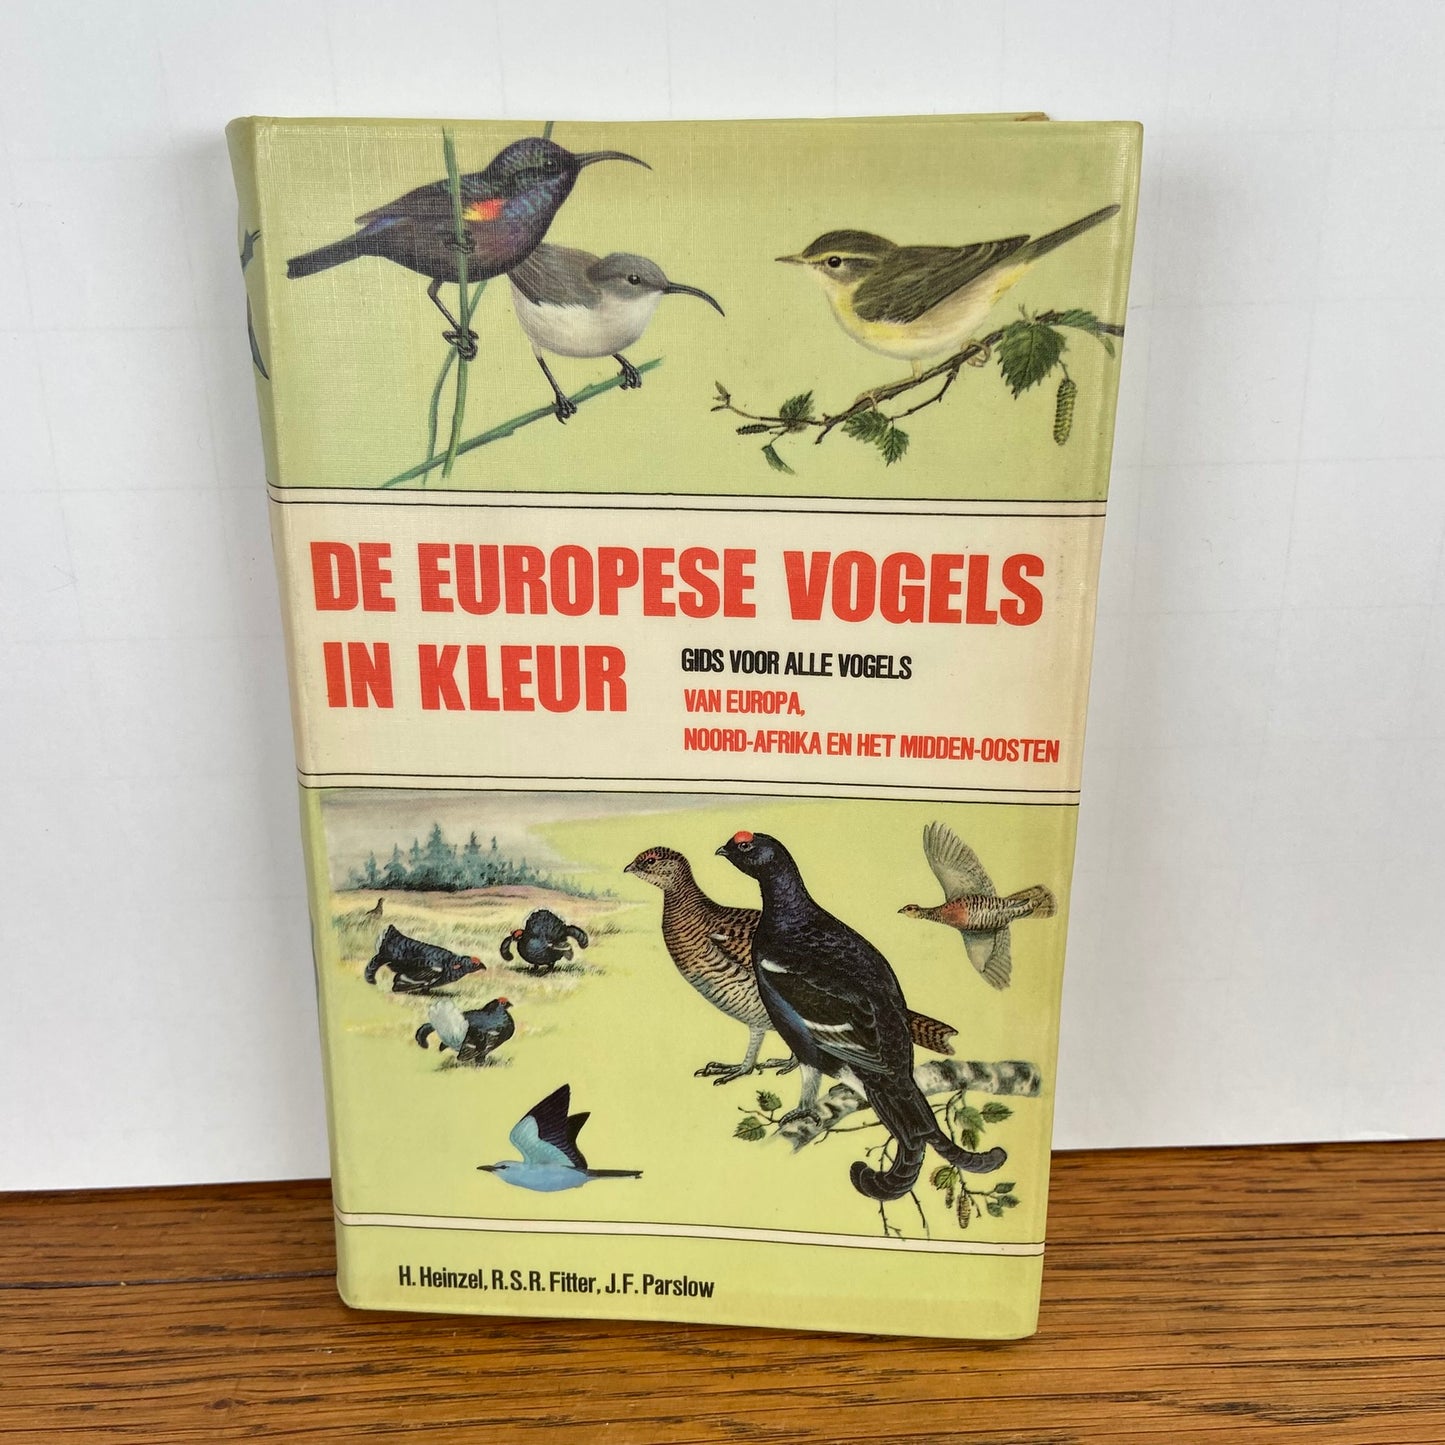 DE EUROPESE VOGELS
IN KLEUR
GIDS VOOR ALLE VOGELS
VAN EUROPA,
NOORD-AFRIKA EN HET MIDDEN-OOSTEN
H. Heinzel, R.S.R. Fitter, J.F. Parslow